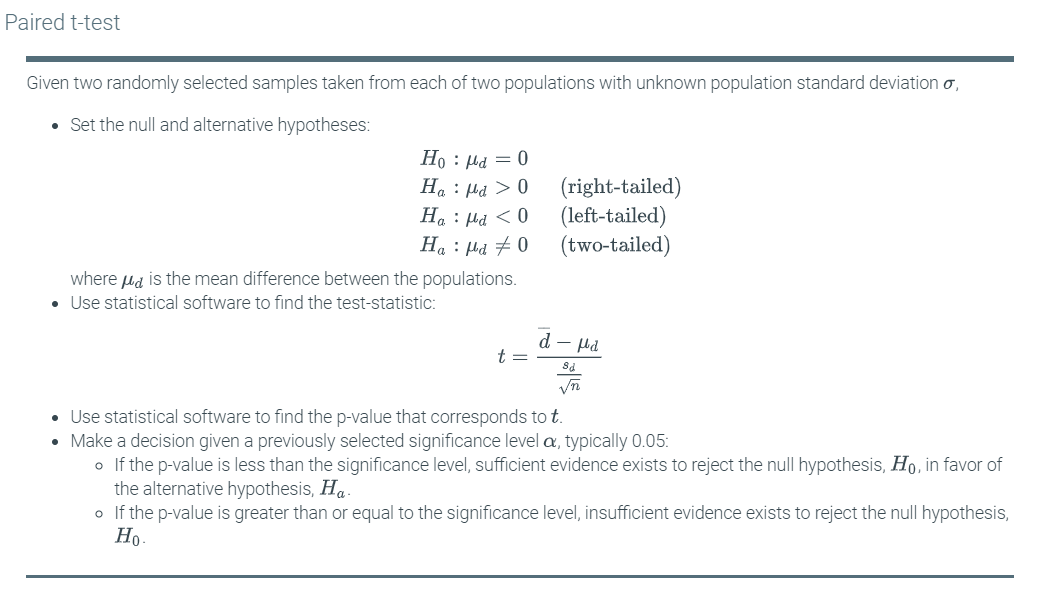 Paired t-test
Given two randomly selected samples taken from each of two populations with unknown population standard deviation σ,
• Set the null and alternative hypotheses:
H₀ : μ_d = 0
Hₐ : μ_d > 0 (right-tailed)
Hₐ : μ_d < 0 (left-tailed)
Hₐ : μ_d ≠ 0 (two-tailed)
where μ_d is the mean difference between the populations.
• Use statistical software to find the test-statistic:
t = (d̅ − μ_d) / (s_d / √n)
• Use statistical software to find the p-value that corresponds to t.
• Make a decision given a previously selected significance level α, typically 0.05:
○ If the p-value is less than the significance level, sufficient evidence exists to reject the null hypothesis, H₀, in favor of
the alternative hypothesis, Hₐ.
○ If the p-value is greater than or equal to the significance level, insufficient evidence exists to reject the null hypothesis,
H₀.